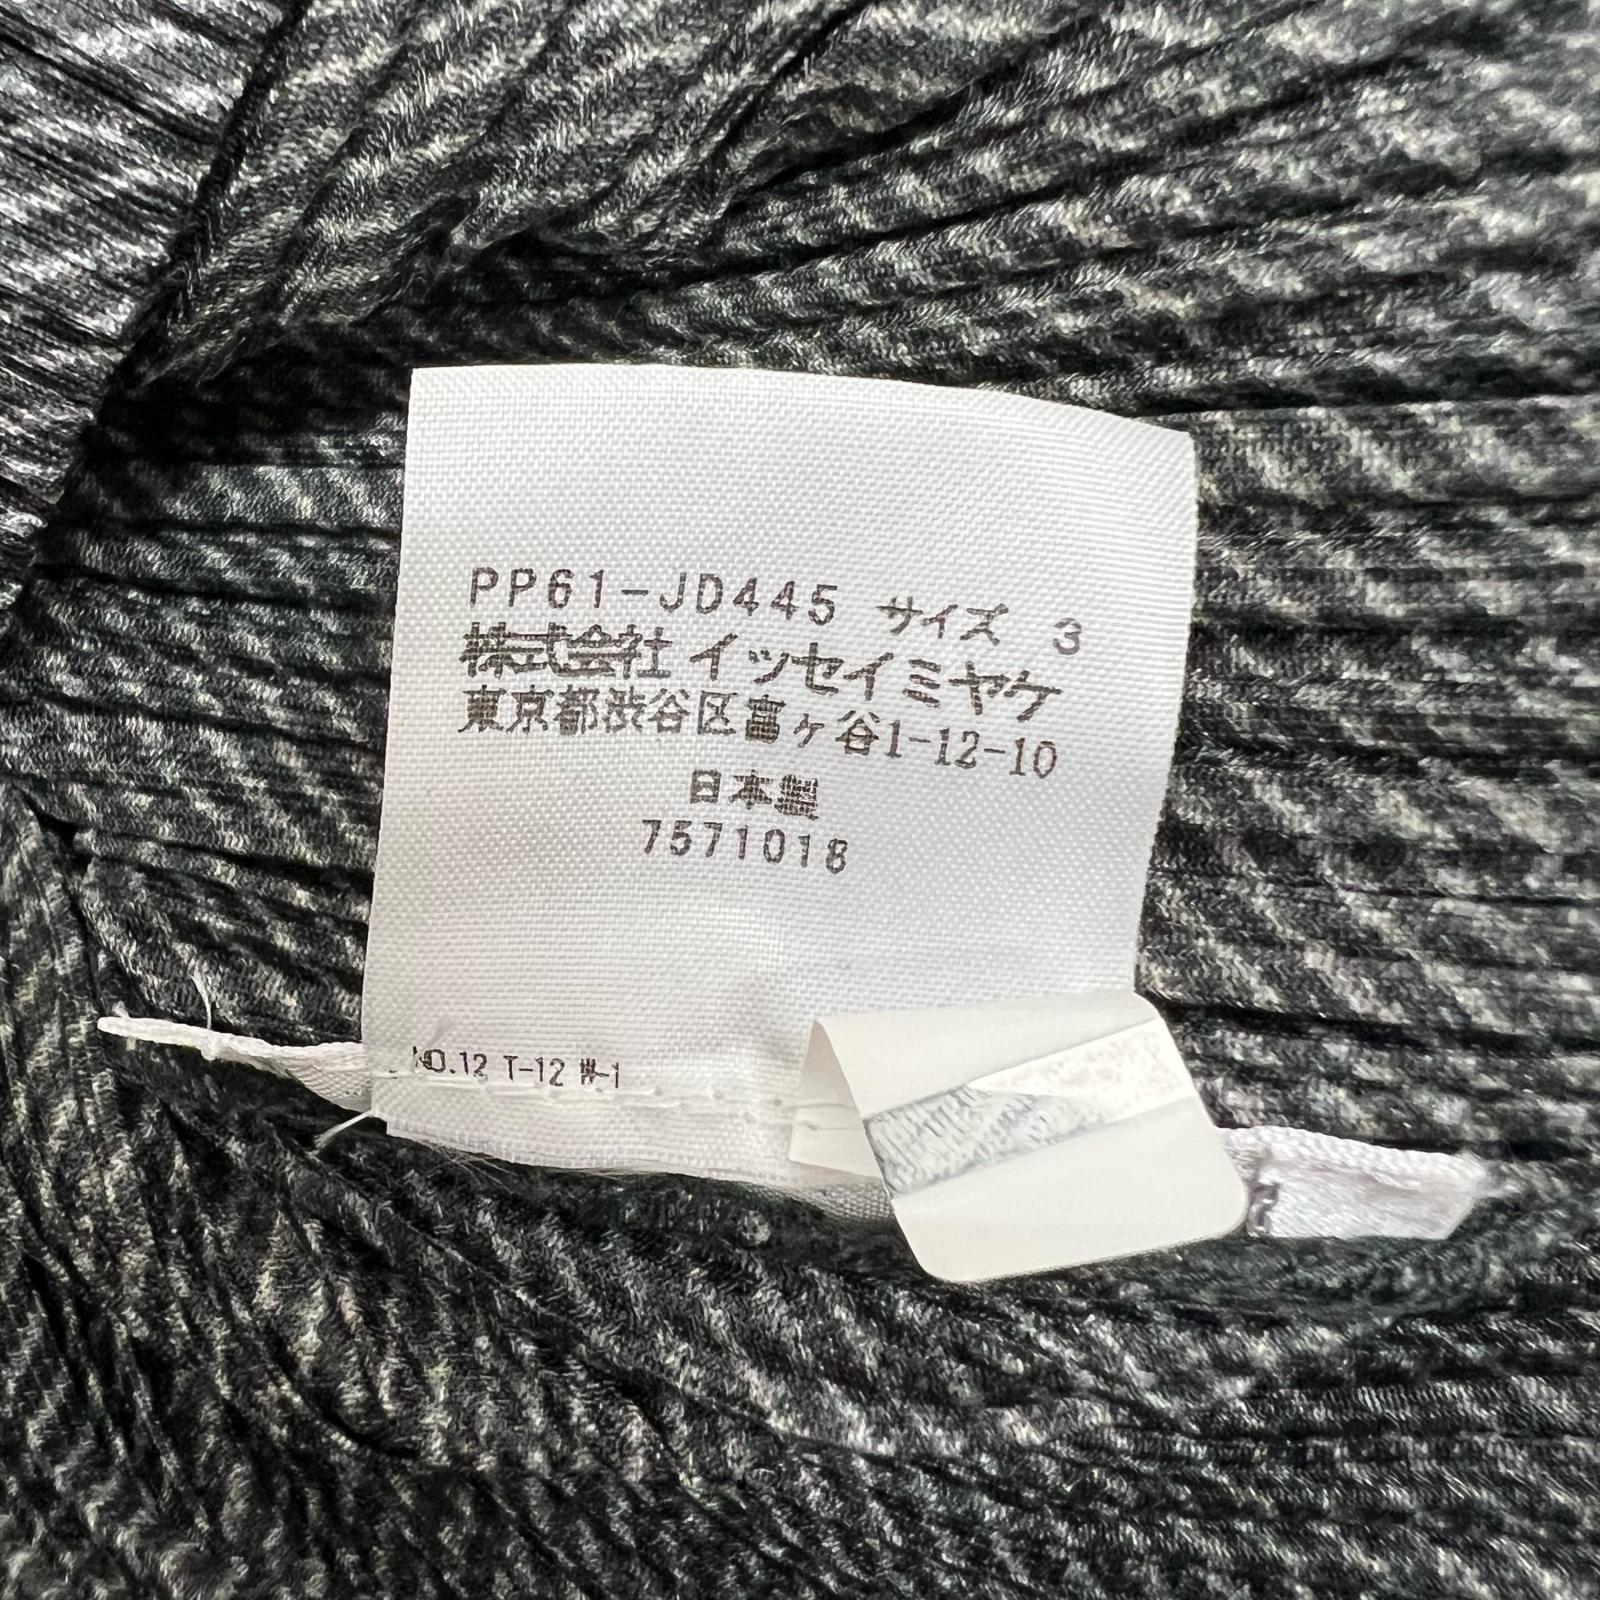 PP61-JD445 サイズ 3
株式会社 イッセイミヤケ
東京都渋谷区富ヶ谷1-12-10
日本製
7571018
NO.12 T-12 W-1